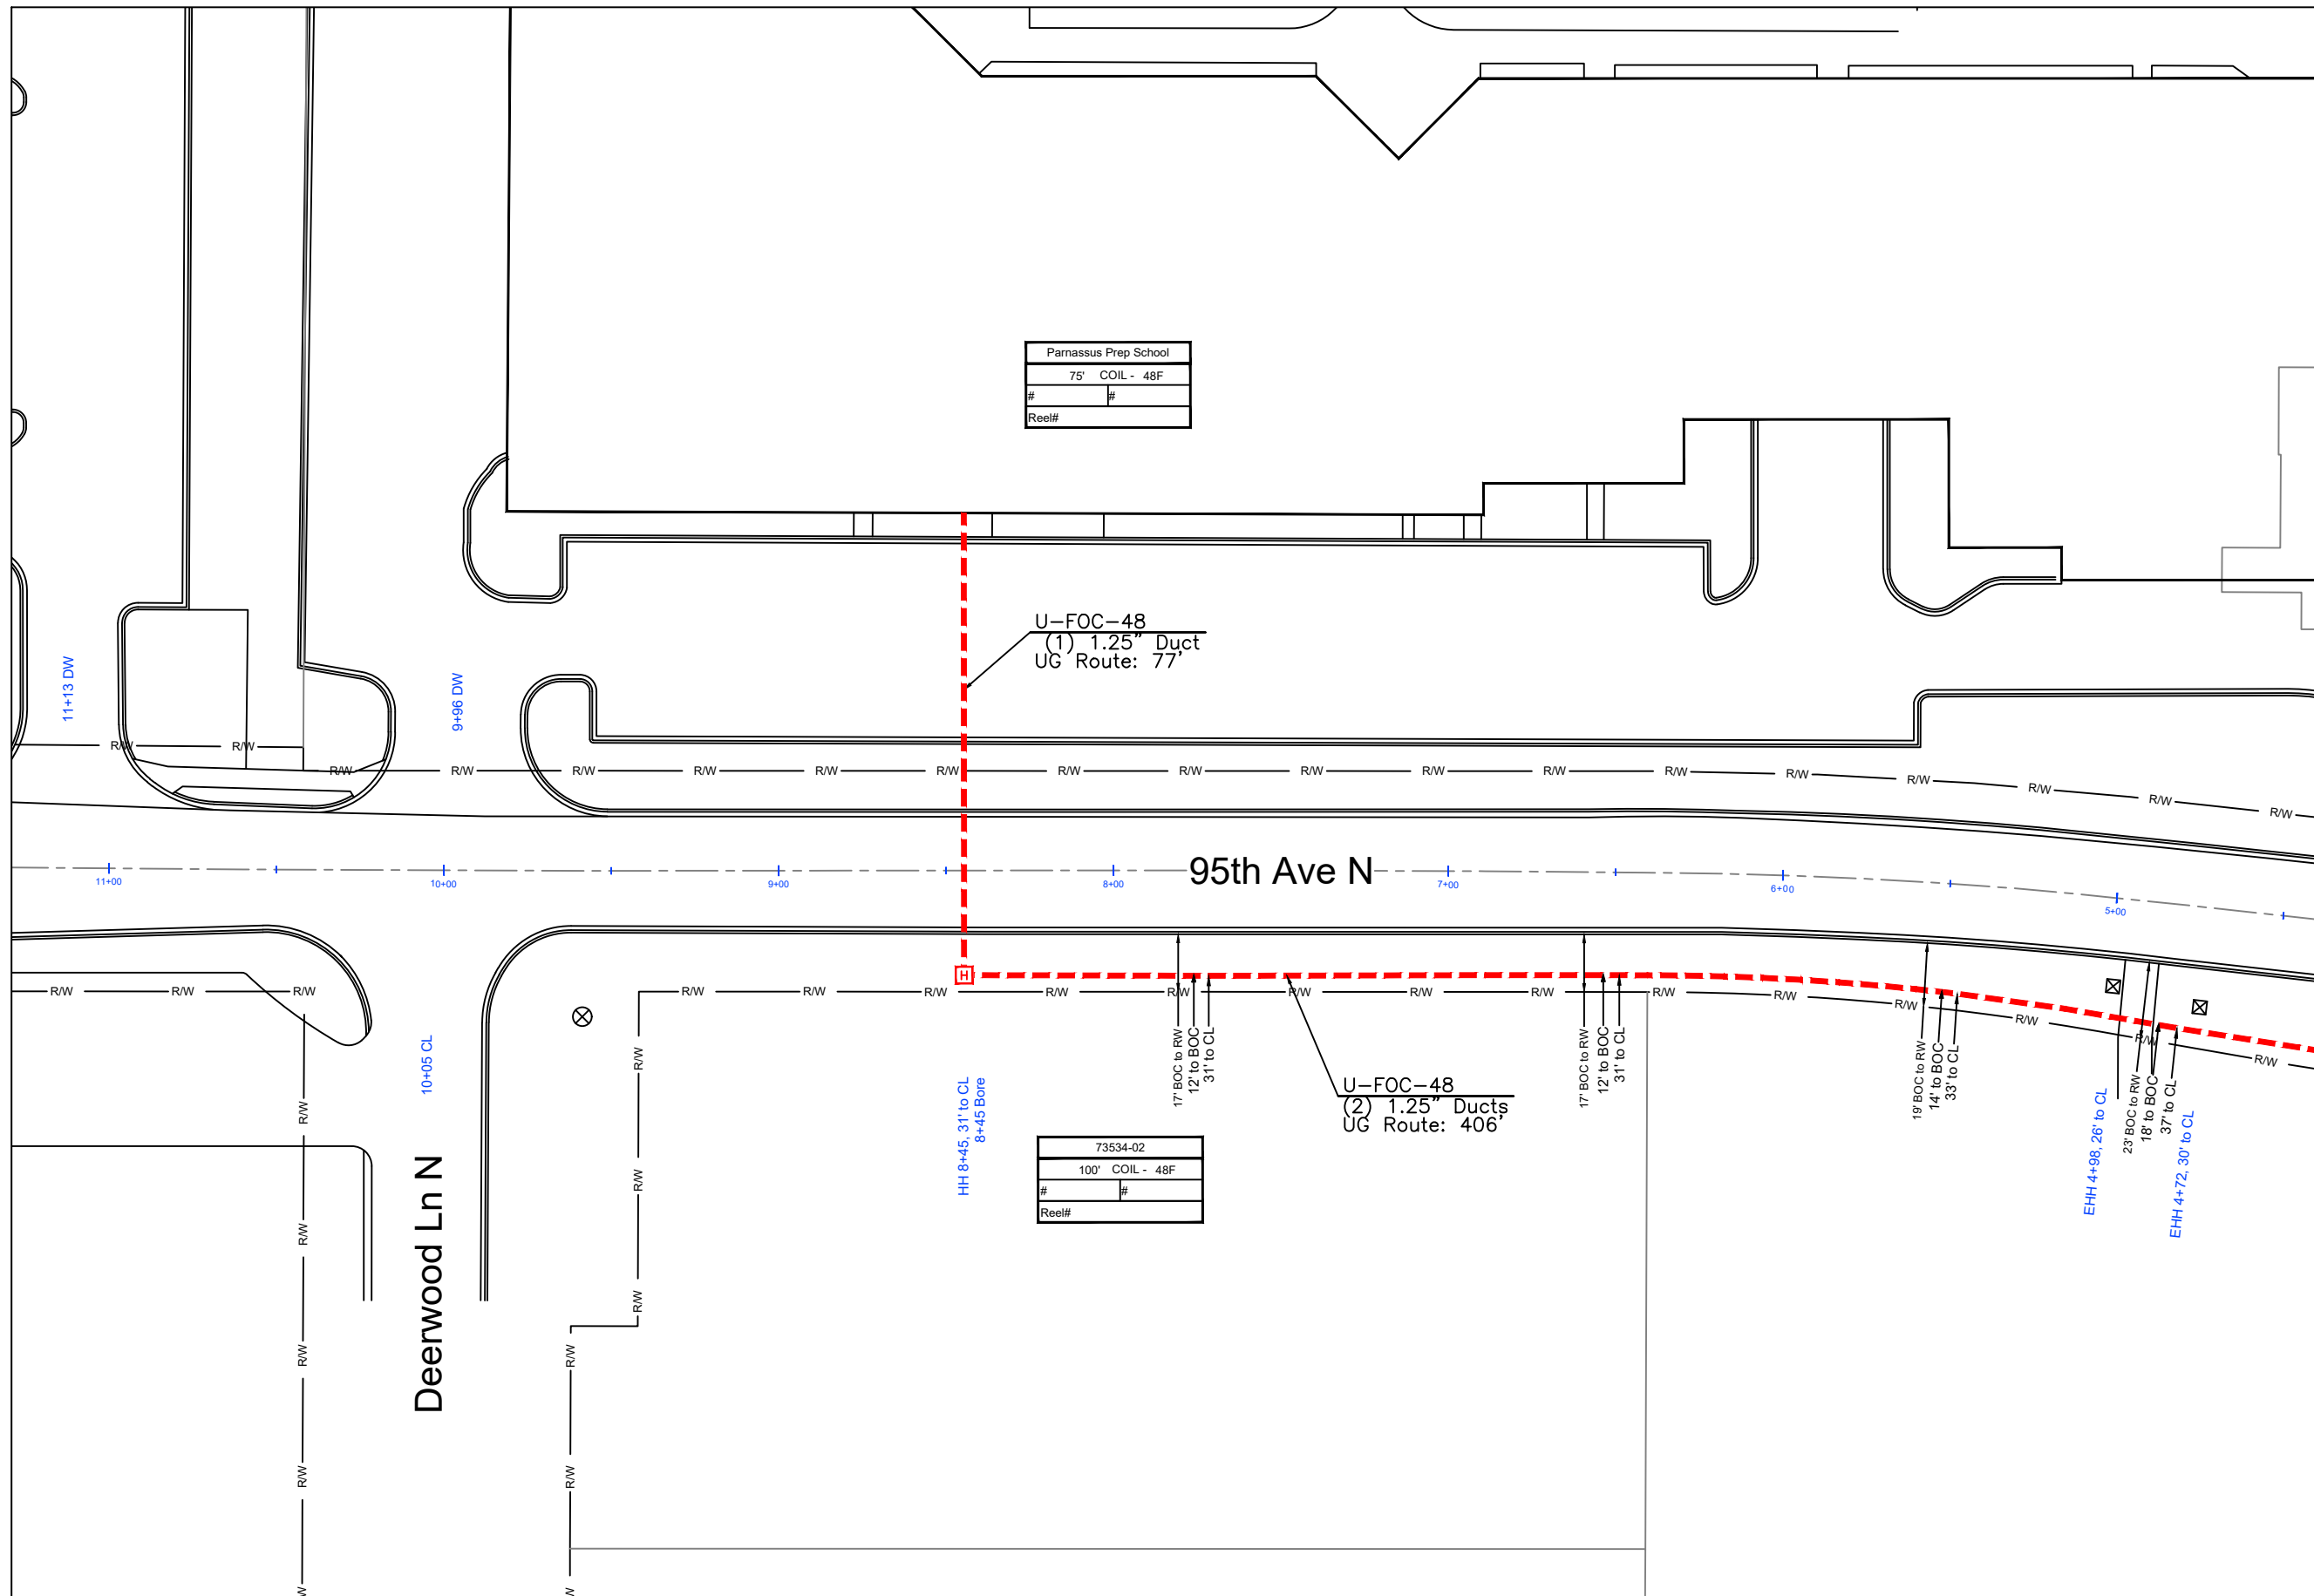 Parnassus Prep School
75' COIL - 48F
# #
Reel#
U-FOC-48
(1) 1.25" Duct
UG Route: 77'
11+13 DW
9+96 DW
R/W R/W
R/W R/W R/W R/W R/W R/W R/W R/W R/W R/W R/W R/W R/W R/W R/W R/W R/W
95th Ave N
11+00 10+00 9+00 8+00 7+00 6+00 5+00
R/W R/W R/W
R/W R/W R/W R/W R/W R/W R/W R/W R/W R/W R/W R/W R/W R/W
10+05 CL
Deerwood Ln N
R/W
R/W
R/W
R/W
R/W
R/W
R/W
R/W
R/W
R/W
HH 8+45, 31' to CL
8+45 Bore
17' BOC to RW
12' to BOC
31' to CL
U-FOC-48
(2) 1.25" Ducts
UG Route: 406'
17' BOC to RW
12' to BOC
31' to CL
19' BOC to RW
14' to BOC
33' to CL
EHH 4+98, 26' to CL
23' BOC to RW
18' to BOC
37' to CL
EHH 4+72, 30' to CL
H
73534-02
100' COIL - 48F
# #
Reel#